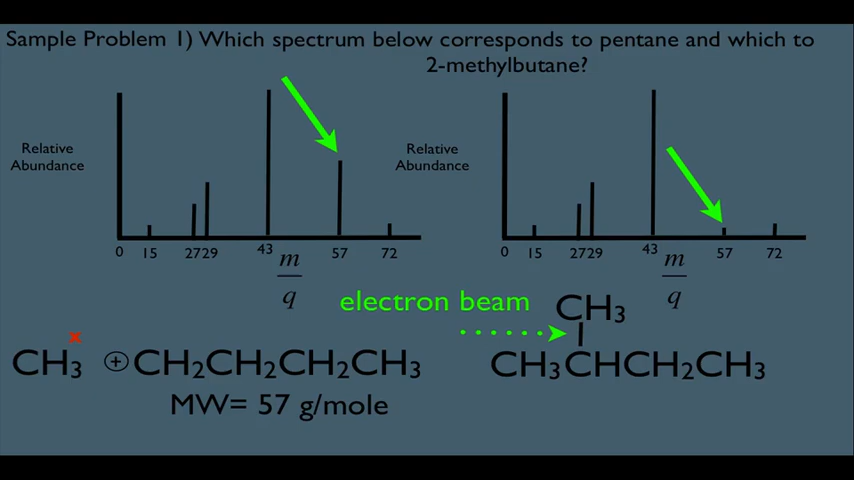 Sample Problem 1) Which spectrum below corresponds to pentane and which to
2-methylbutane?
Relative
Abundance
0 15 2729 43 57 72
m
q
Relative
Abundance
0 15 2729 43 57 72
m
q
electron beam
CH3
x
CH3 + CH2CH2CH2CH3
CH3CHCH2CH3
MW= 57 g/mole